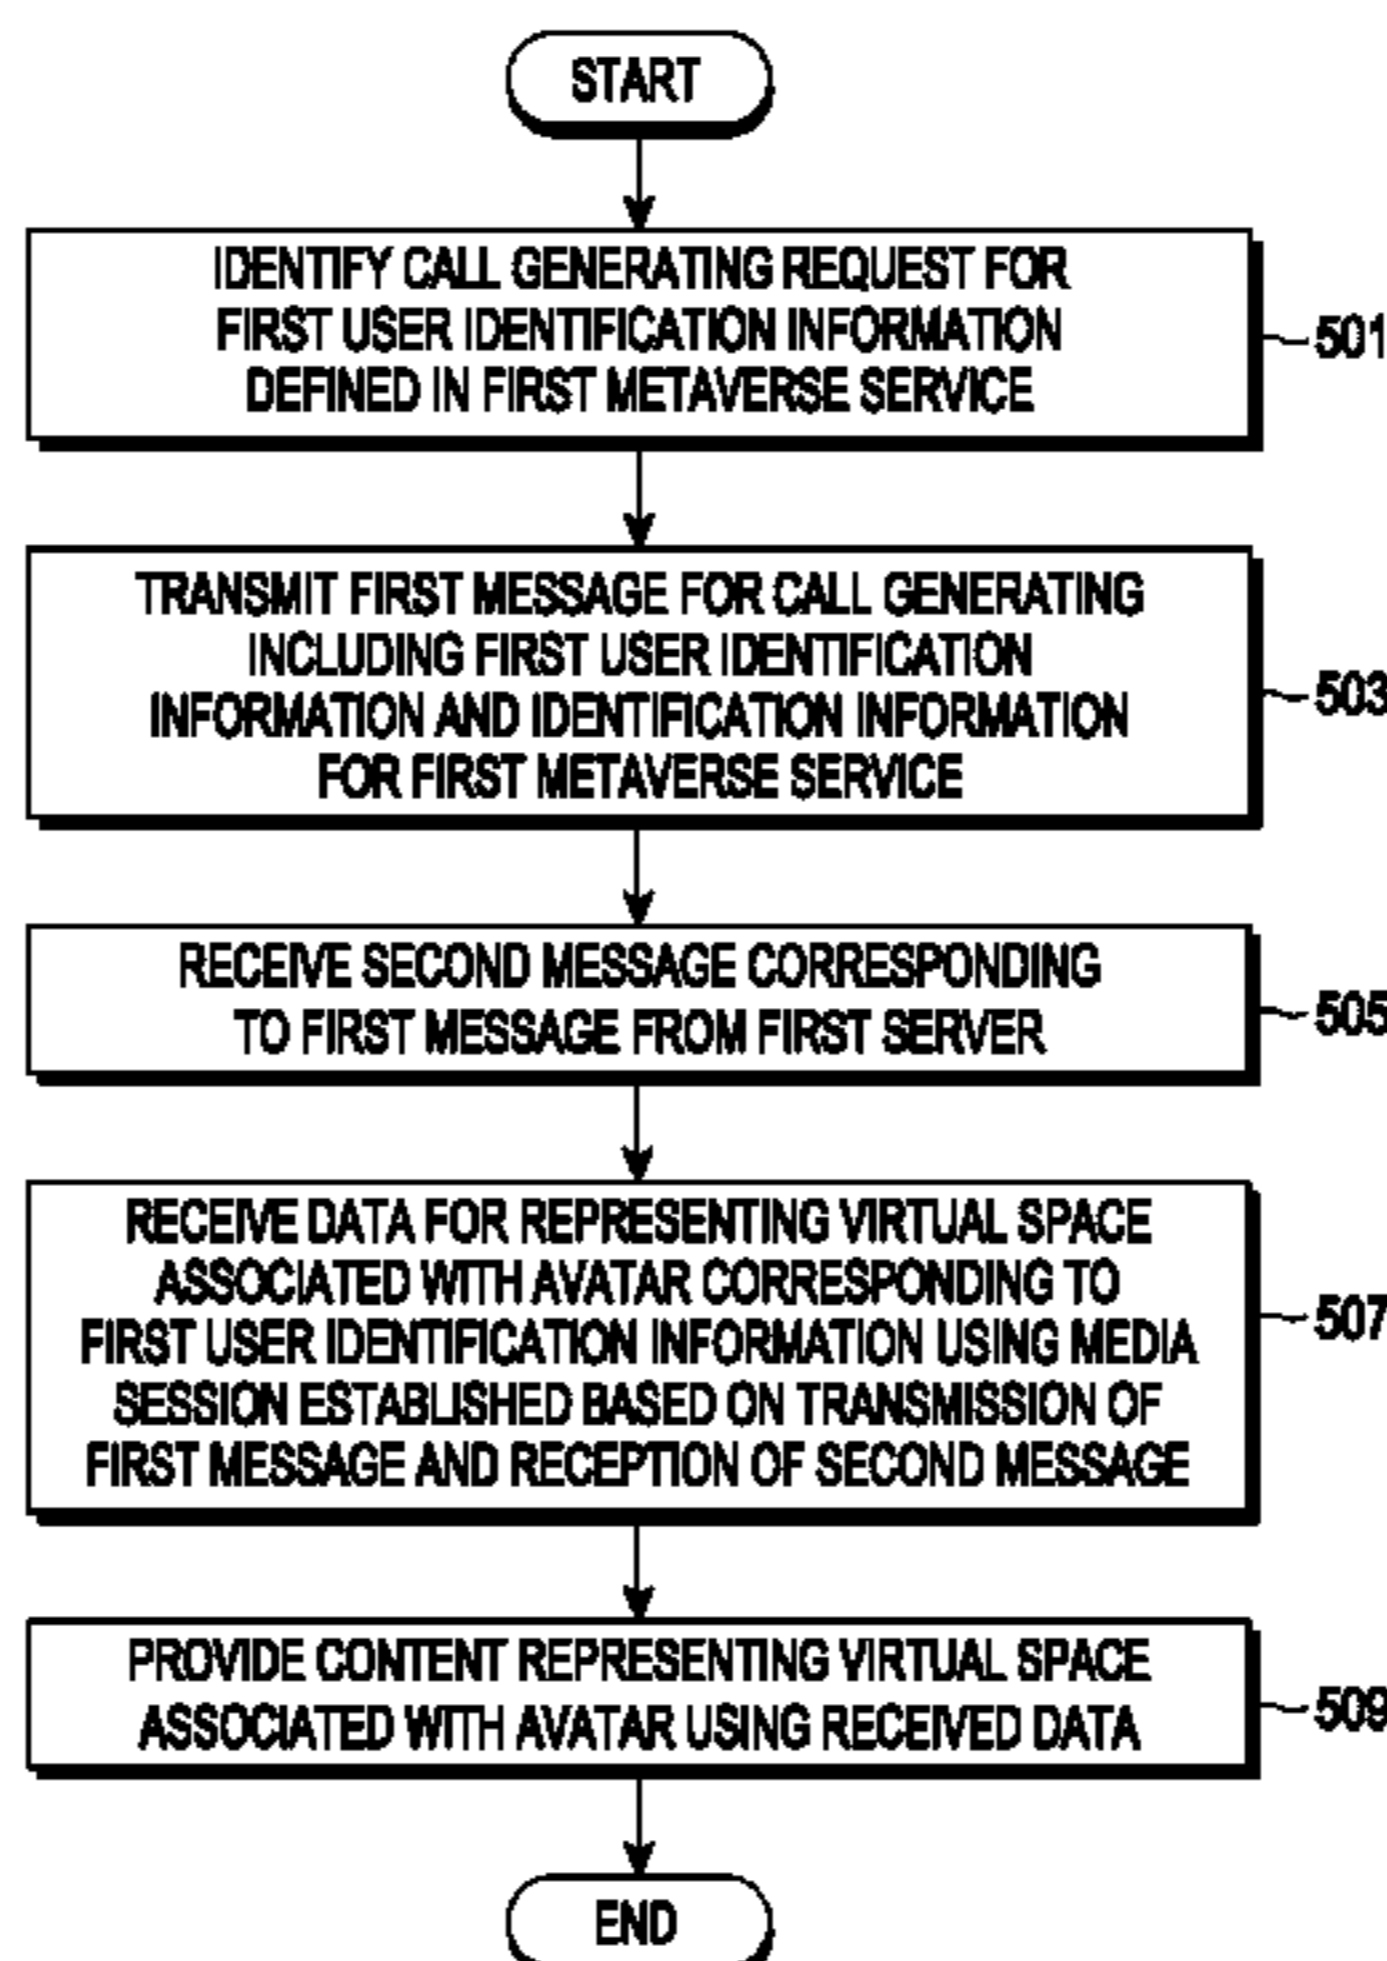 START
IDENTIFY CALL GENERATING REQUEST FOR
FIRST USER IDENTIFICATION INFORMATION
DEFINED IN FIRST METAVERSE SERVICE
501
TRANSMIT FIRST MESSAGE FOR CALL GENERATING
INCLUDING FIRST USER IDENTIFICATION
INFORMATION AND IDENTIFICATION INFORMATION
FOR FIRST METAVERSE SERVICE
503
RECEIVE SECOND MESSAGE CORRESPONDING
TO FIRST MESSAGE FROM FIRST SERVER
505
RECEIVE DATA FOR REPRESENTING VIRTUAL SPACE
ASSOCIATED WITH AVATAR CORRESPONDING TO
FIRST USER IDENTIFICATION INFORMATION USING MEDIA
SESSION ESTABLISHED BASED ON TRANSMISSION OF
FIRST MESSAGE AND RECEPTION OF SECOND MESSAGE
507
PROVIDE CONTENT REPRESENTING VIRTUAL SPACE
ASSOCIATED WITH AVATAR USING RECEIVED DATA
509
END